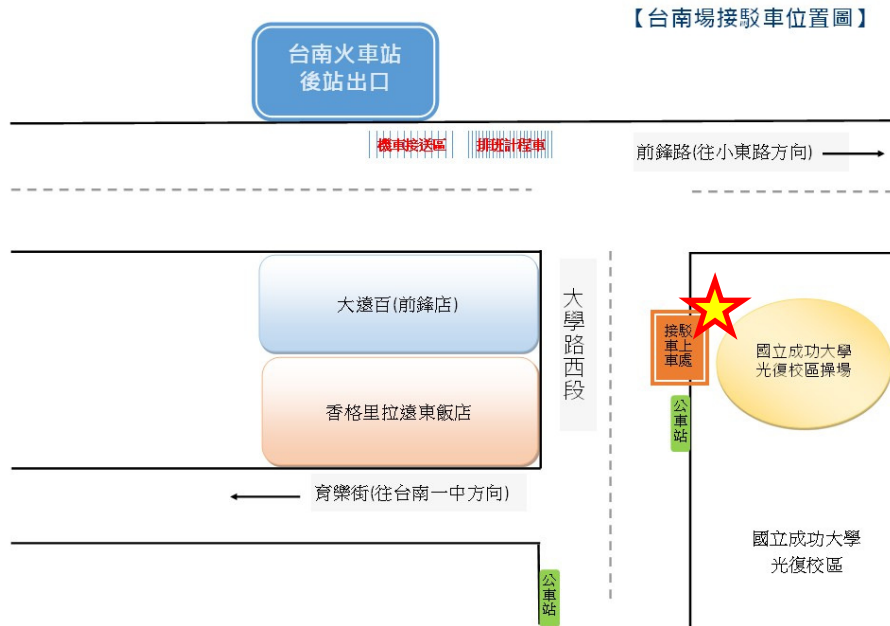 【台南場接駁車位置圖】
台南火車站
後站出口
機車接送區
排班計程車
前鋒路(往小東路方向)
大遠百(前鋒店)
大學路西段
接駁
車上
車處
國立成功大學
光復校區操場
香格里拉遠東飯店
公車站
育樂街(往台南一中方向)
國立成功大學
光復校區
公車站